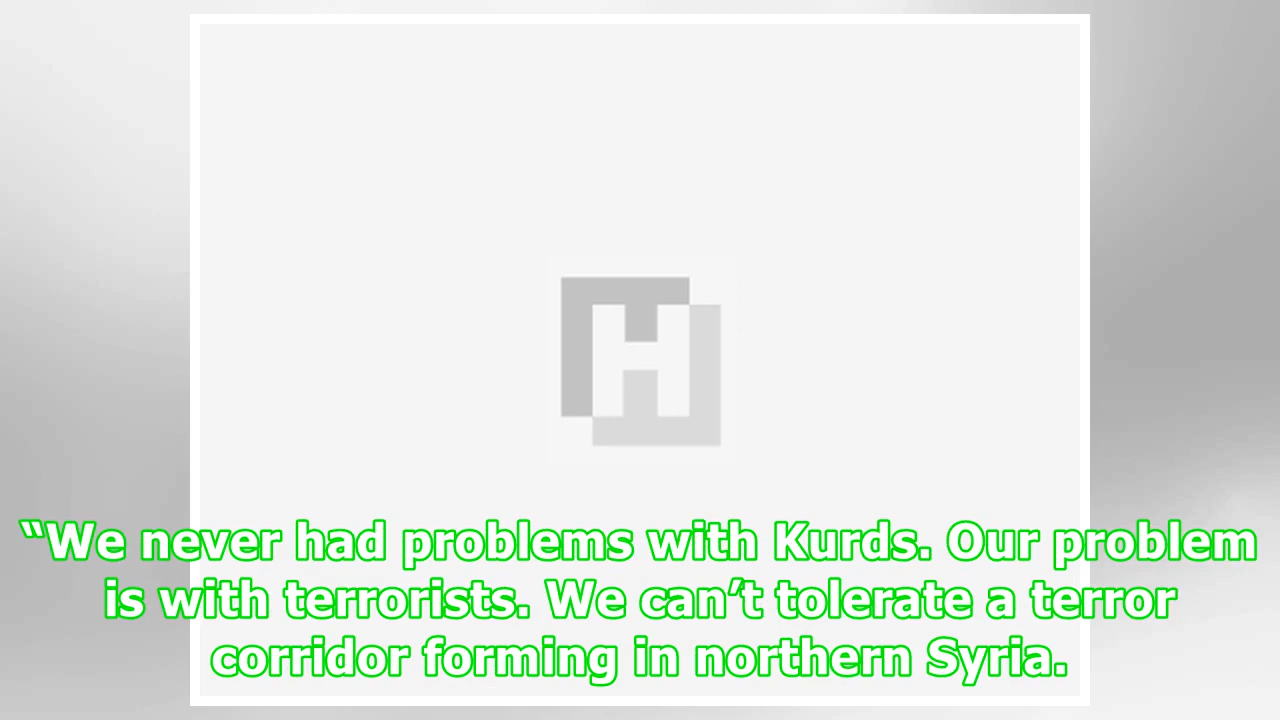 “We never had problems with Kurds. Our problem
is with terrorists. We can’t tolerate a terror
corridor forming in northern Syria.